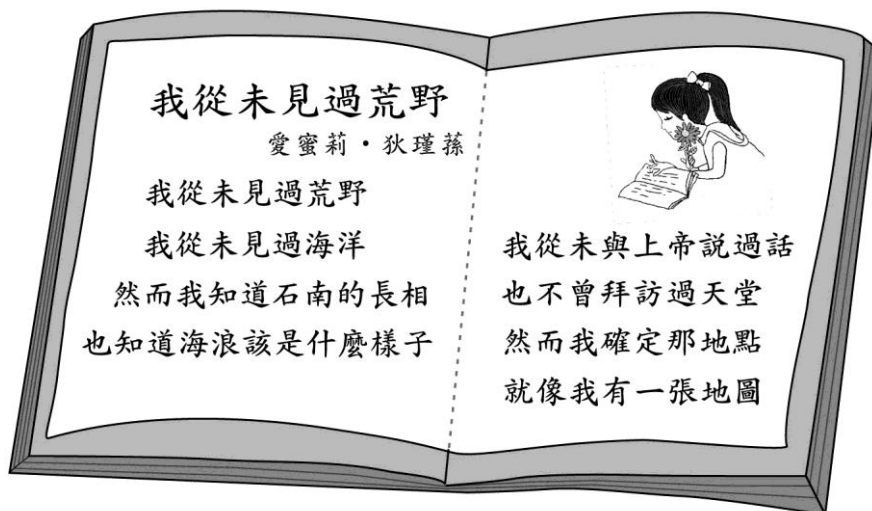 我從未見過荒野
愛蜜莉·狄瑾蓀
我從未見過荒野
我從未見過海洋
然而我知道石南的長相
也知道海浪該是什麼樣子
我從未與上帝說過話
也不曾拜訪過天堂
然而我確定那地點
就像我有一張地圖